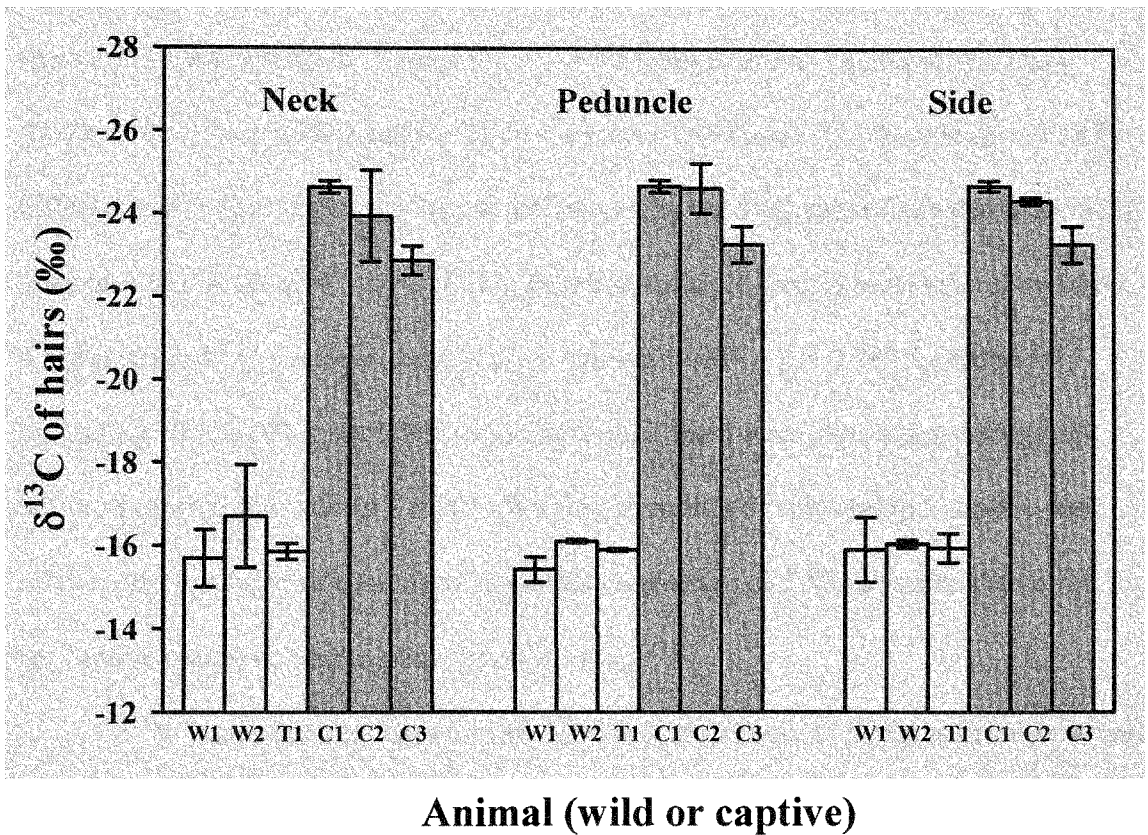 -28
Neck Peduncle Side
-26
-24
-22
-20
-18
-16
-14
-12
δ¹³C of hairs (‰)
W1 W2 T1 C1 C2 C3 W1 W2 T1 C1 C2 C3 W1 W2 T1 C1 C2 C3
Animal (wild or captive)